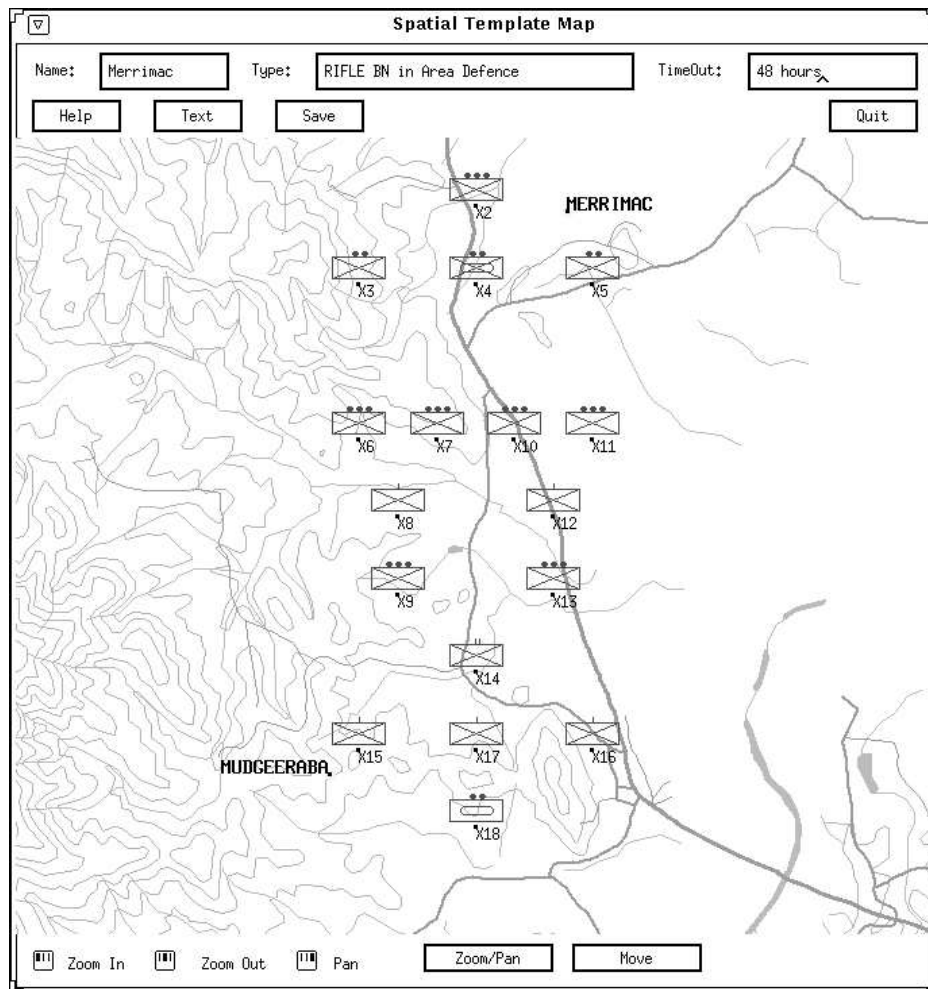 Spatial Template Map
Name: Merrimac Type: RIFLE BN in Area Defence TimeOut: 48 hours
Help Text Save Quit
X2
MERRIMAC
X3 X4 X5
X6 X7 X10 X11
X8 X12
X9 X13
X14
X15 X17 X16
MUDGEERABA
X18
Zoom In Zoom Out Pan Zoom/Pan Move